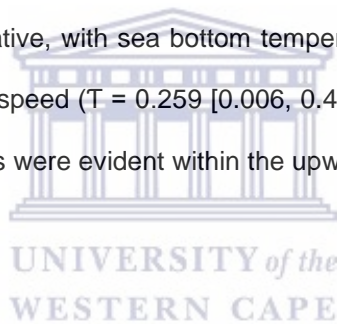 ative, with sea bottom temper
speed (T = 0.259 [0.006, 0.4
s were evident within the upw
UNIVERSITY of the
WESTERN CAPE